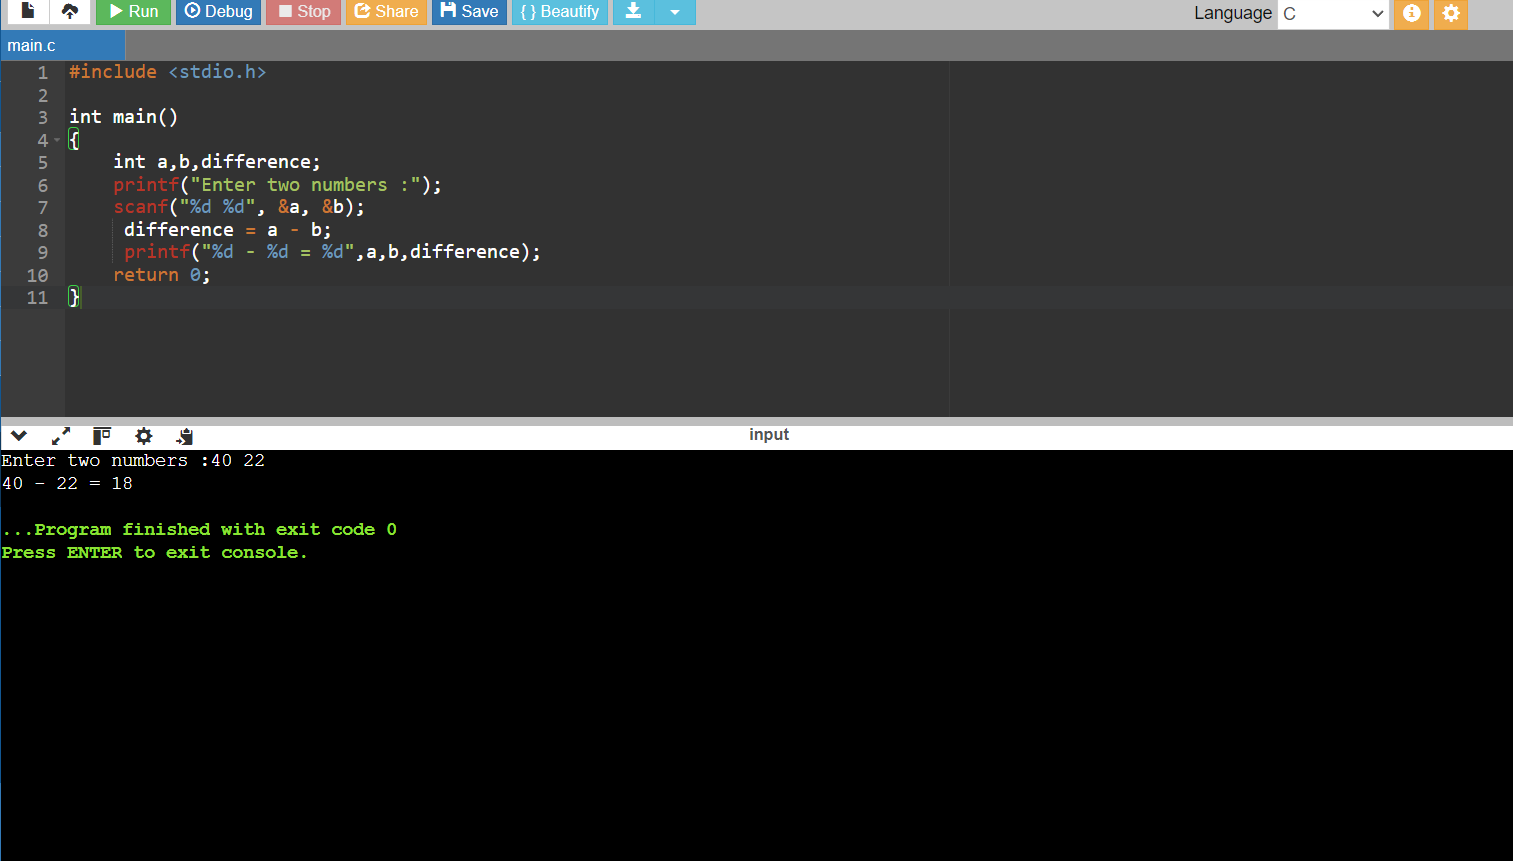 Run Debug Stop Share Save { } Beautify Language C
main.c
1 #include <stdio.h>
2
3 int main()
4 {
5     int a,b,difference;
6     printf("Enter two numbers :");
7     scanf("%d %d", &a, &b);
8      difference = a - b;
9      printf("%d - %d = %d",a,b,difference);
10     return 0;
11 }
input
Enter two numbers :40 22
40 - 22 = 18
...Program finished with exit code 0
Press ENTER to exit console.